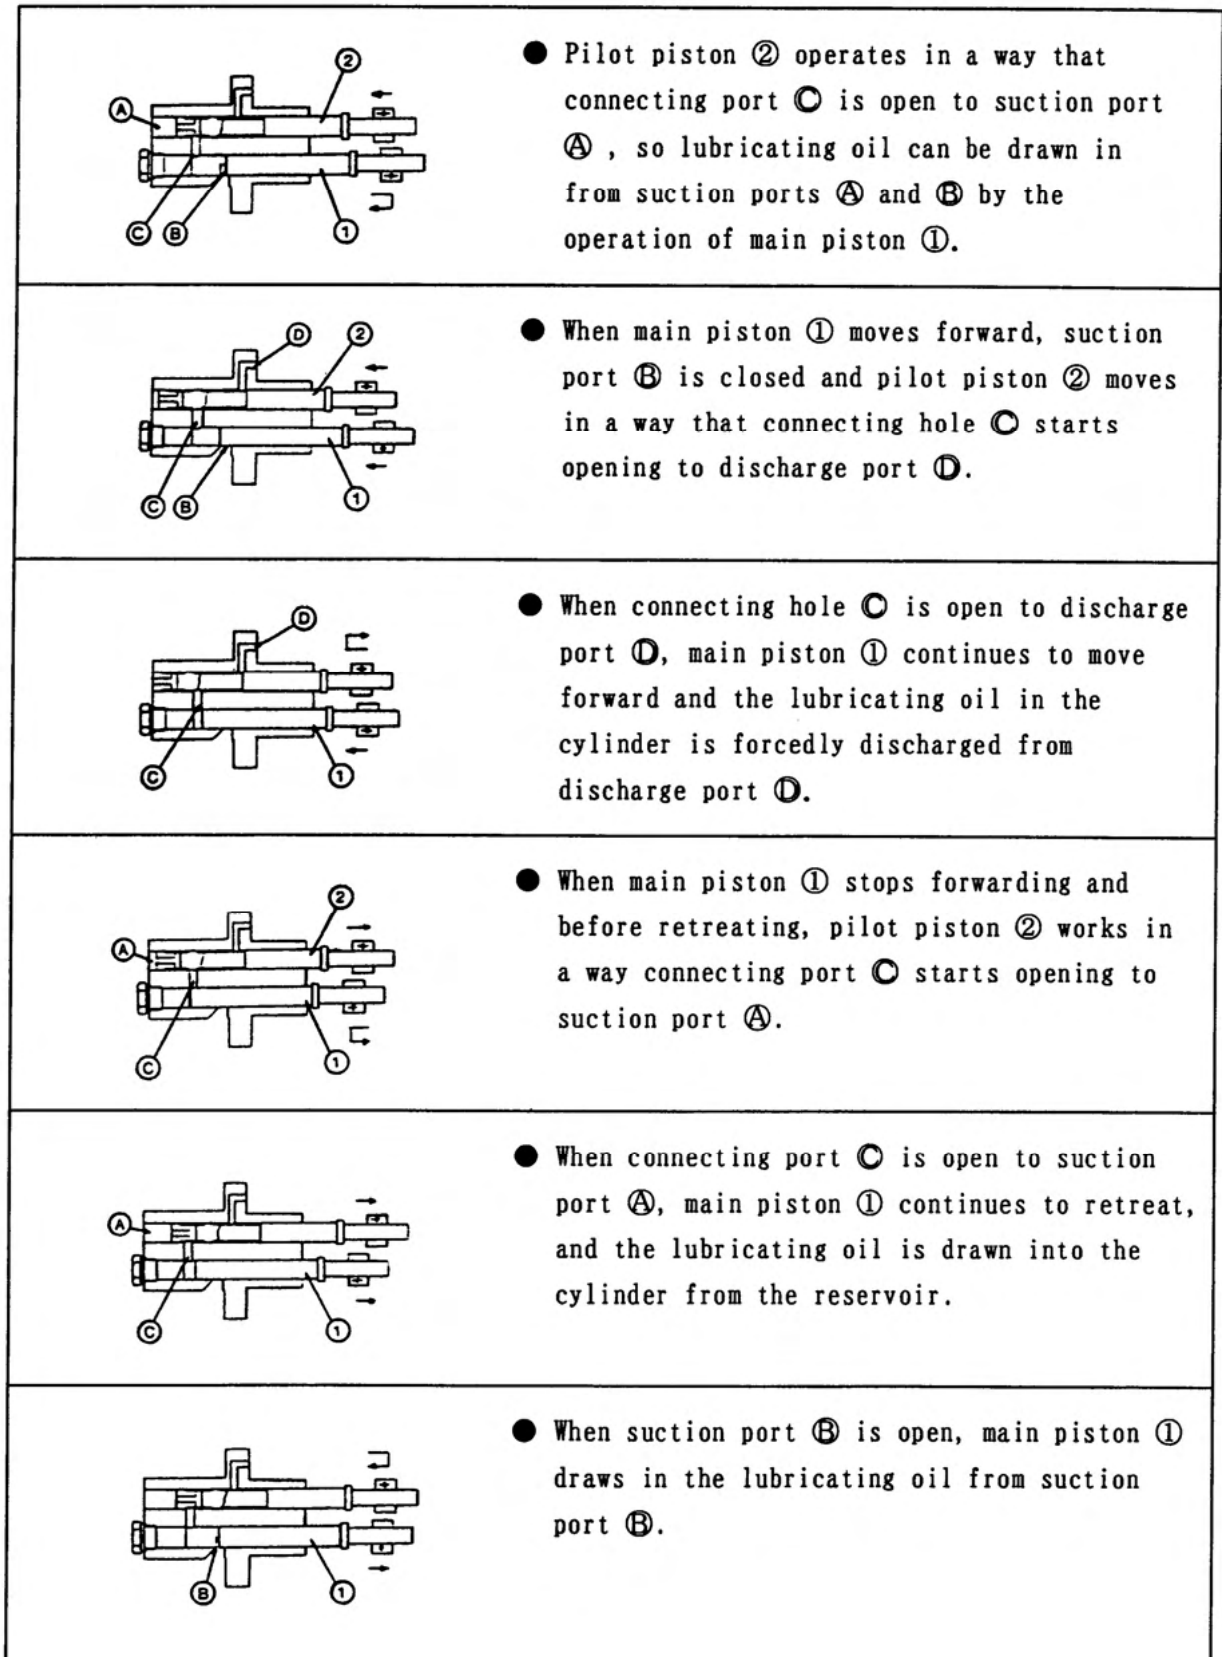 ② 
Ⓐ
Ⓒ Ⓑ ①
● Pilot piston ② operates in a way that
connecting port Ⓒ is open to suction port
Ⓐ , so lubricating oil can be drawn in
from suction ports Ⓐ and Ⓑ by the
operation of main piston ①.
Ⓓ ②
Ⓒ Ⓑ ①
● When main piston ① moves forward, suction
port Ⓑ is closed and pilot piston ② moves
in a way that connecting hole Ⓒ starts
opening to discharge port Ⓓ.
Ⓓ
Ⓒ ①
● When connecting hole Ⓒ is open to discharge
port Ⓓ, main piston ① continues to move
forward and the lubricating oil in the
cylinder is forcedly discharged from
discharge port Ⓓ.
②
Ⓐ
Ⓒ ①
● When main piston ① stops forwarding and
before retreating, pilot piston ② works in
a way connecting port Ⓒ starts opening to
suction port Ⓐ.
Ⓐ
Ⓒ ①
● When connecting port Ⓒ is open to suction
port Ⓐ, main piston ① continues to retreat,
and the lubricating oil is drawn into the
cylinder from the reservoir.
Ⓑ ①
● When suction port Ⓑ is open, main piston ①
draws in the lubricating oil from suction
port Ⓑ.